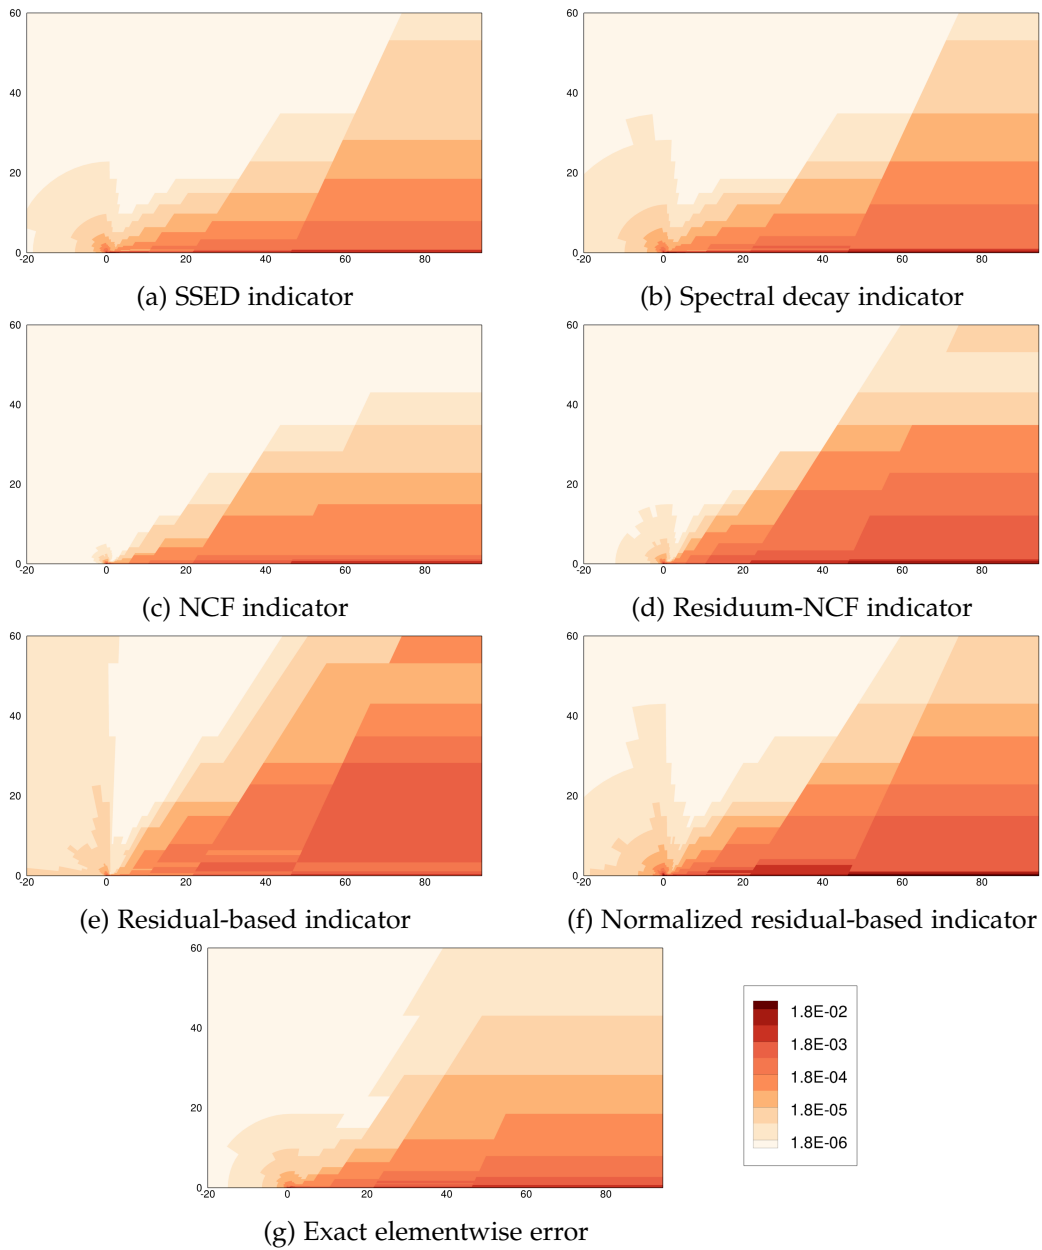 60
40
20
0
-20 0 20 40 60 80
(a) SSED indicator
60
40
20
0
-20 0 20 40 60 80
(b) Spectral decay indicator
60
40
20
0
-20 0 20 40 60 80
(c) NCF indicator
60
40
20
0
-20 0 20 40 60 80
(d) Residuum-NCF indicator
60
40
20
0
-20 0 20 40 60 80
(e) Residual-based indicator
60
40
20
0
-20 0 20 40 60 80
(f) Normalized residual-based indicator
60
40
20
0
-20 0 20 40 60 80
(g) Exact elementwise error
1.8E-02
1.8E-03
1.8E-04
1.8E-05
1.8E-06